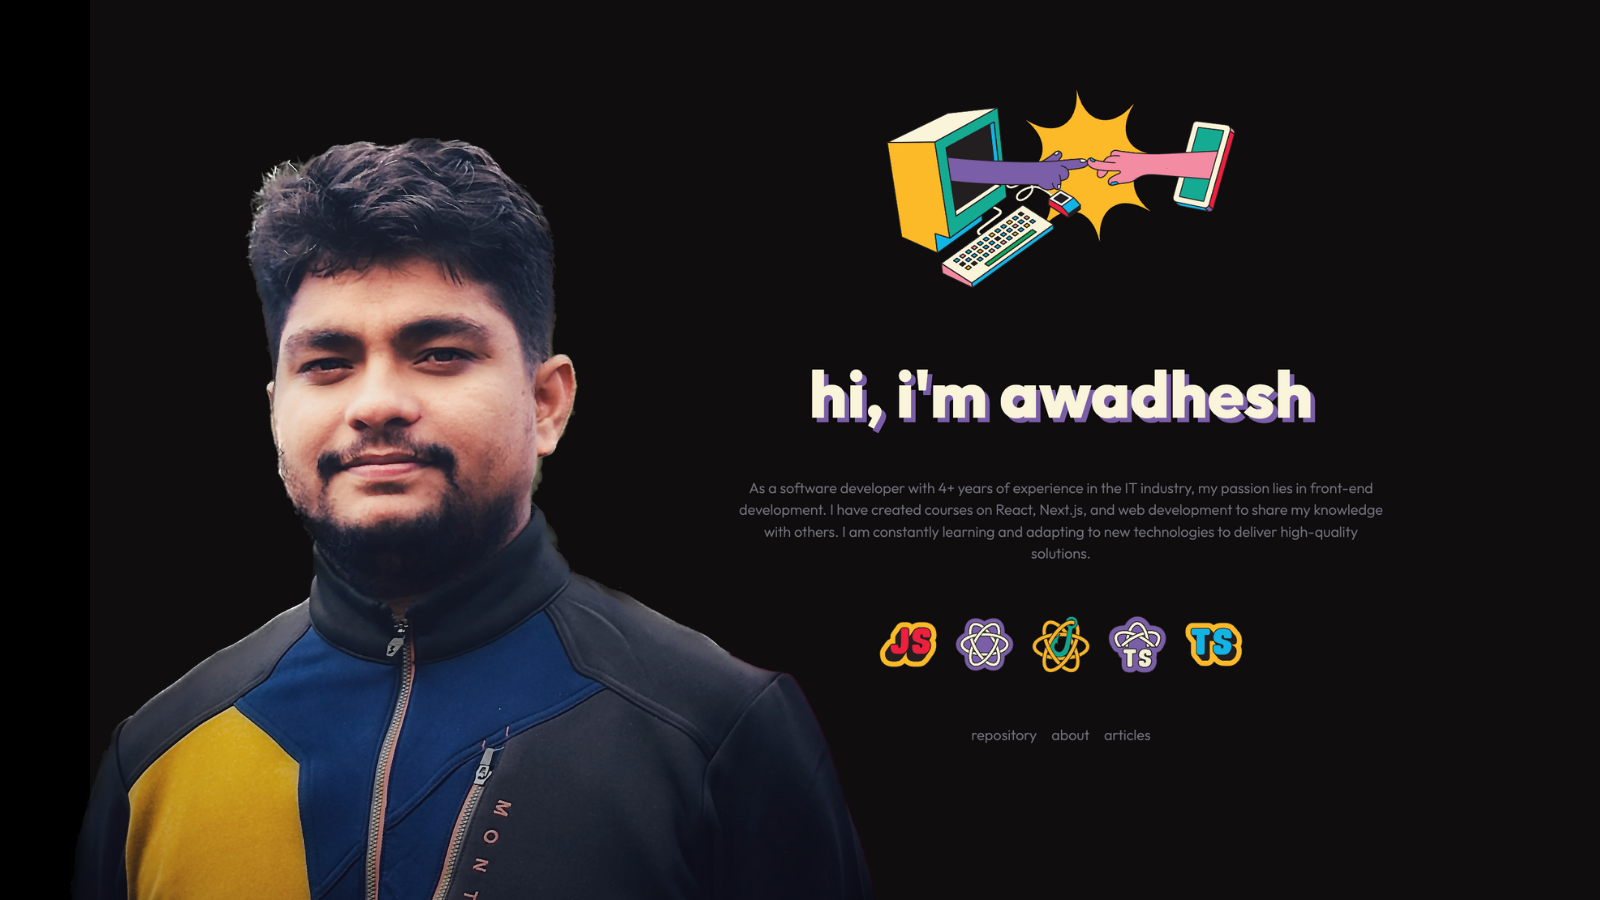 hi, i'm awadhesh
As a software developer with 4+ years of experience in the IT industry, my passion lies in front-end
development. I have created courses on React, Next.js, and web development to share my knowledge
with others. I am constantly learning and adapting to new technologies to deliver high-quality
solutions.
JS TS TS
repository about articles
MONT